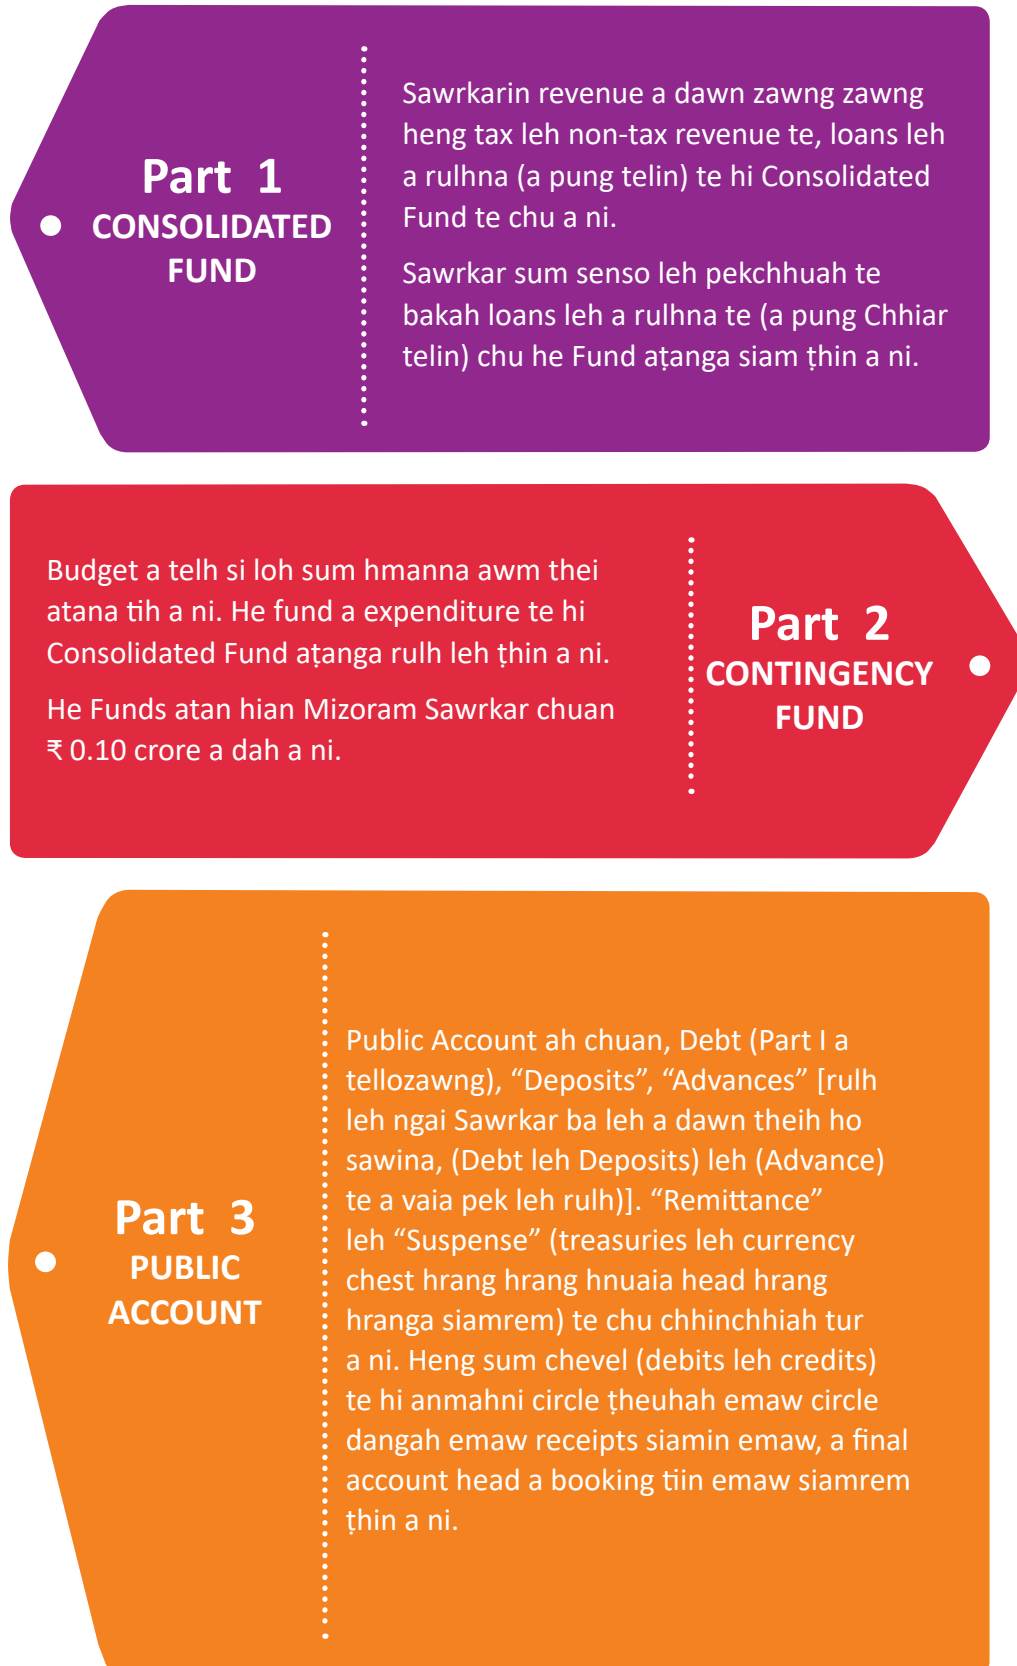 Part 1
CONSOLIDATED
FUND
Sawrkarin revenue a dawn zawng zawng
heng tax leh non-tax revenue te, loans leh
a rulhna (a pung telin) te hi Consolidated
Fund te chu a ni.
Sawrkar sum senso leh pekchhuah te
bakah loans leh a rulhna te (a pung Chhiar
telin) chu he Fund aṭanga siam ṭhin a ni.
Budget a telh si loh sum hmanna awm thei
atana tih a ni. He fund a expenditure te hi
Consolidated Fund aṭanga rulh leh ṭhin a ni.
He Funds atan hian Mizoram Sawrkar chuan
₹ 0.10 crore a dah a ni.
Part 2
CONTINGENCY
FUND
Part 3
PUBLIC
ACCOUNT
Public Account ah chuan, Debt (Part I a
tellozawng), “Deposits”, “Advances” [rulh
leh ngai Sawrkar ba leh a dawn theih ho
sawina, (Debt leh Deposits) leh (Advance)
te a vaia pek leh rulh)]. “Remittance”
leh “Suspense” (treasuries leh currency
chest hrang hrang hnuaia head hrang
hranga siamrem) te chu chhinchhiah tur
a ni. Heng sum chevel (debits leh credits)
te hi anmahni circle ṭheuhah emaw circle
dangah emaw receipts siamin emaw, a final
account head a booking tiin emaw siamrem
ṭhin a ni.